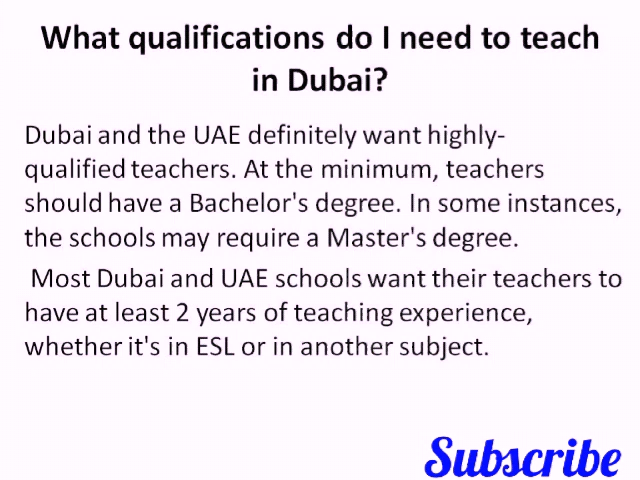 What qualifications do I need to teach
in Dubai?
Dubai and the UAE definitely want highly-
qualified teachers. At the minimum, teachers
should have a Bachelor's degree. In some instances,
the schools may require a Master's degree.
Most Dubai and UAE schools want their teachers to
have at least 2 years of teaching experience,
whether it's in ESL or in another subject.
Subscribe